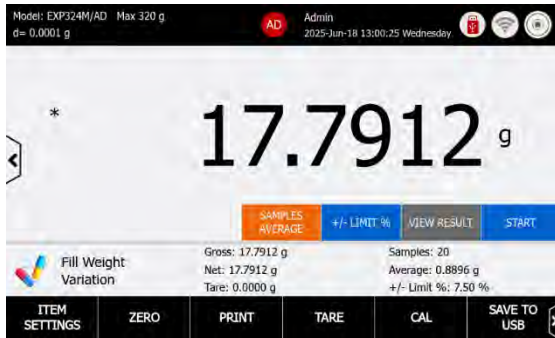 Model: EXP324M/AD Max 320 g
d= 0.0001 g
AD
Admin
2025-Jun-18 13:00:25 Wednesday
*
17.7912 g
SAMPLES AVERAGE
+/- LIMIT %
VIEW RESULT
START
Fill Weight
Variation
Gross: 17.7912 g
Net: 17.7912 g
Tare: 0.0000 g
Samples: 20
Average: 0.8896 g
+/- Limit %: 7.50 %
ITEM SETTINGS
ZERO
PRINT
TARE
CAL
SAVE TO USB